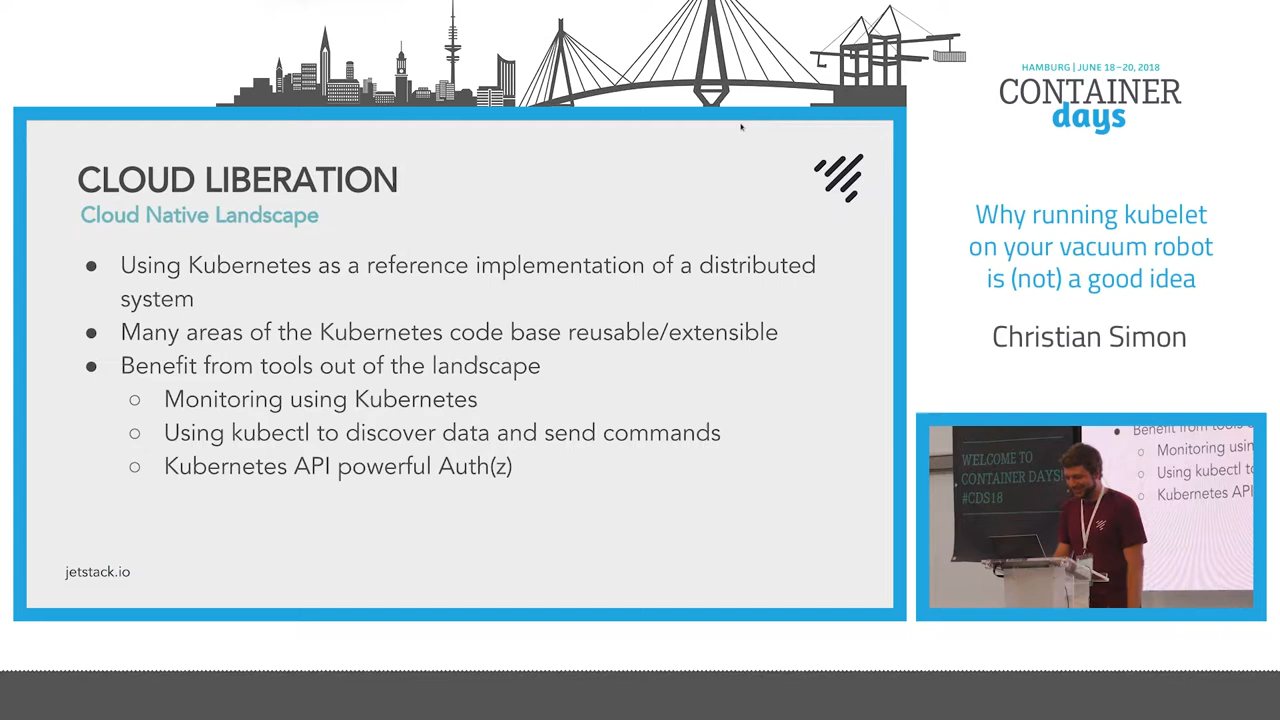 HAMBURG | JUNE 18–20, 2018
CONTAINER
days
CLOUD LIBERATION
Cloud Native Landscape
● Using Kubernetes as a reference implementation of a distributed
system
● Many areas of the Kubernetes code base reusable/extensible
● Benefit from tools out of the landscape
○ Monitoring using Kubernetes
○ Using kubectl to discover data and send commands
○ Kubernetes API powerful Auth(z)
jetstack.io
Why running kubelet
on your vacuum robot
is (not) a good idea
Christian Simon
WELCOME TO
CONTAINER DAYS!
#CDS18
● Benefit from tools
○ Monitoring usin
○ Using kubectl to
○ Kubernetes API